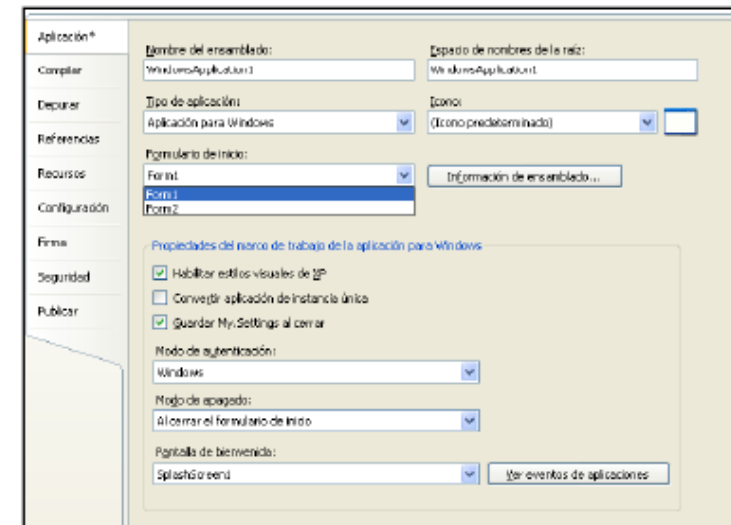 Aplicación*
Compilar
Depurar
Referencias
Recursos
Configuración
Firma
Seguridad
Publicar
Nombre del ensamblado:
Espacio de nombres de la raíz:
WindowsApplication1
WindowsApplication1
Tipo de aplicación:
Icono:
Aplicación para Windows
(Icono predeterminado)
Formulario de inicio:
Form1
Información de ensamblado...
Form1
Form2
Propiedades del marco de trabajo de la aplicación para Windows
Habilitar estilos visuales de XP
Convertir aplicación de instancia única
Guardar My.Settings al cerrar
Modo de autenticación:
Windows
Modo de apagado:
Al cerrar el formulario de inicio
Pantalla de bienvenida:
SplashScreen1
Ver eventos de aplicaciones